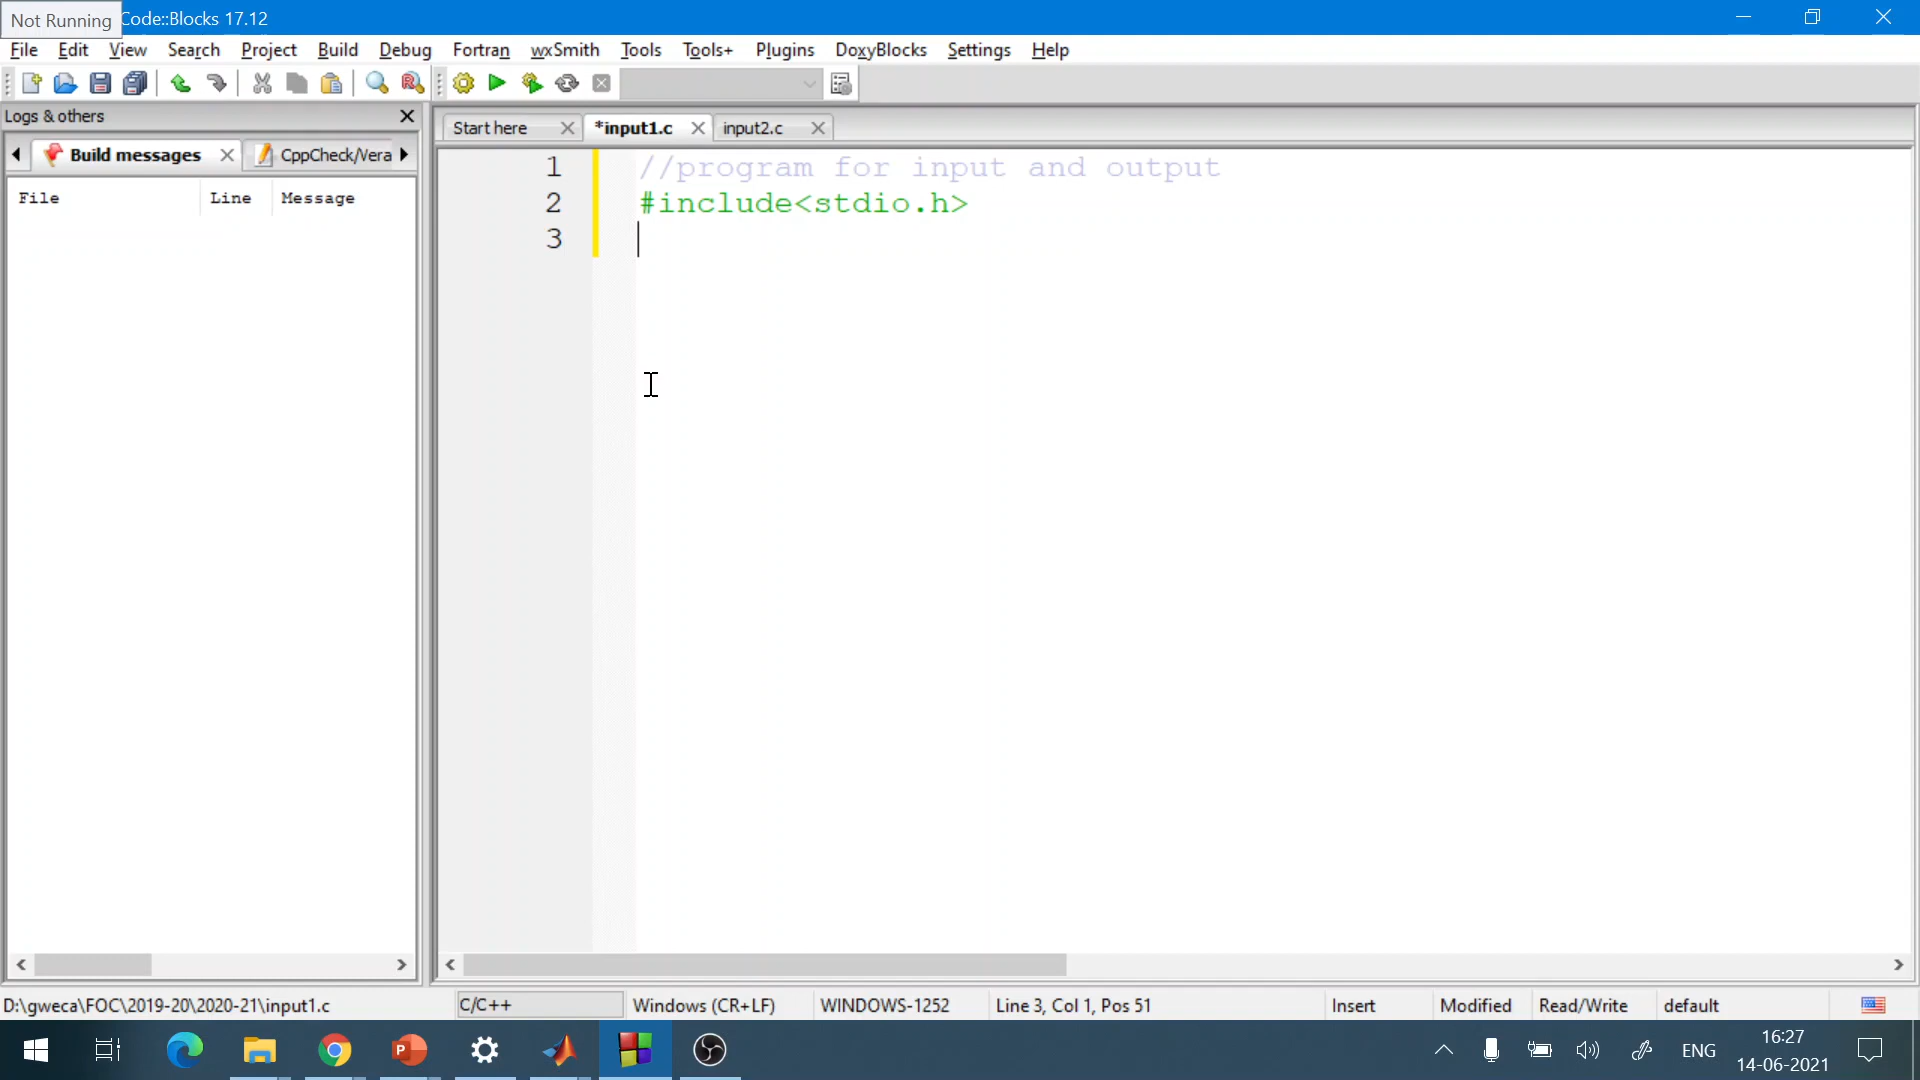 Not Running
Code::Blocks 17.12
File Edit View Search Project Build Debug Fortran wxSmith Tools Tools+ Plugins DoxyBlocks Settings Help
Logs & others
Start here *input1.c input2.c
Build messages CppCheck/Vera
File Line Message
1 //program for input and output
2 #include<stdio.h>
3
D:\gweca\FOC\2019-20\2020-21\input1.c C/C++ Windows (CR+LF) WINDOWS-1252 Line 3, Col 1, Pos 51 Insert Modified Read/Write default
ENG 16:27
14-06-2021